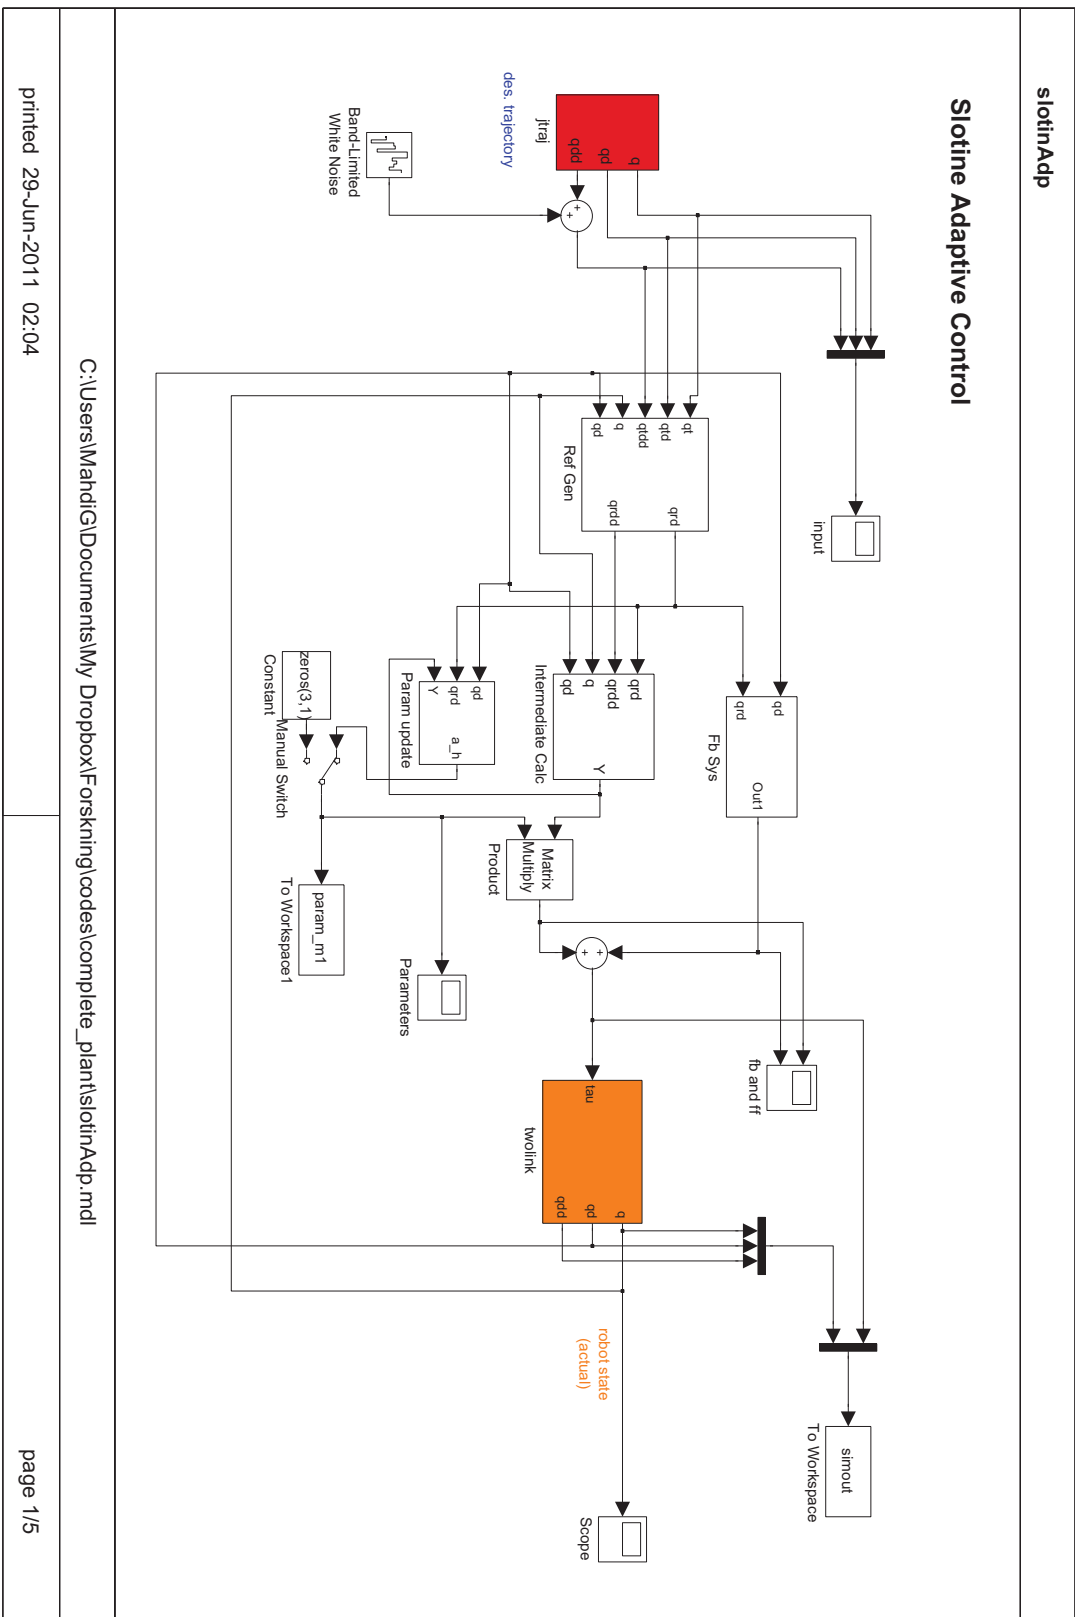 slotinAdp
Slotine Adaptive Control
q
qd
qdd
jtraj
des. trajectory
Band-Limited
White Noise
+
+
input
qt
qtd
qtdd
q
qd
qrd
qrdd
Ref Gen
qd
qrd
Out1
Fb Sys
qrd
qrdd
q
qd
Y
Intermediate Calc
qd
qrd
Y
a_h
Param update
zeros(3,1)
Constant
Manual Switch
Matrix
Multiply
Product
param_m1
To Workspace1
Parameters
+
+
fb and ff
tau
q
qd
qdd
twolink
robot state
(actual)
simout
To Workspace
Scope
C:\Users\MahdiG\Documents\My Dropbox\Forskning\codes\complete_plant\slotinAdp.mdl
printed 29-Jun-2011 02:04
page 1/5